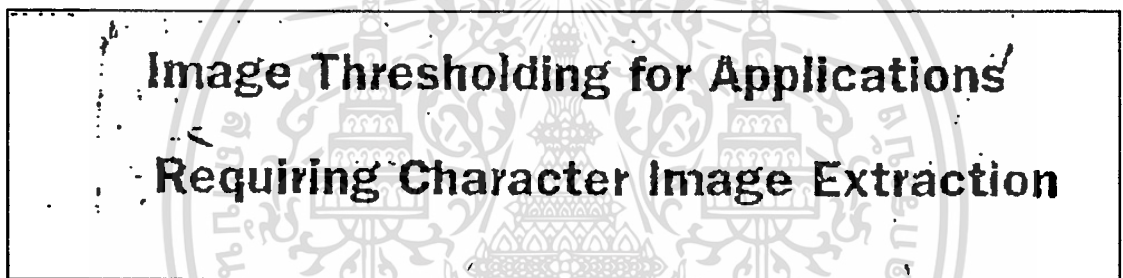 Image Thresholding for Applications
Requiring Character Image Extraction